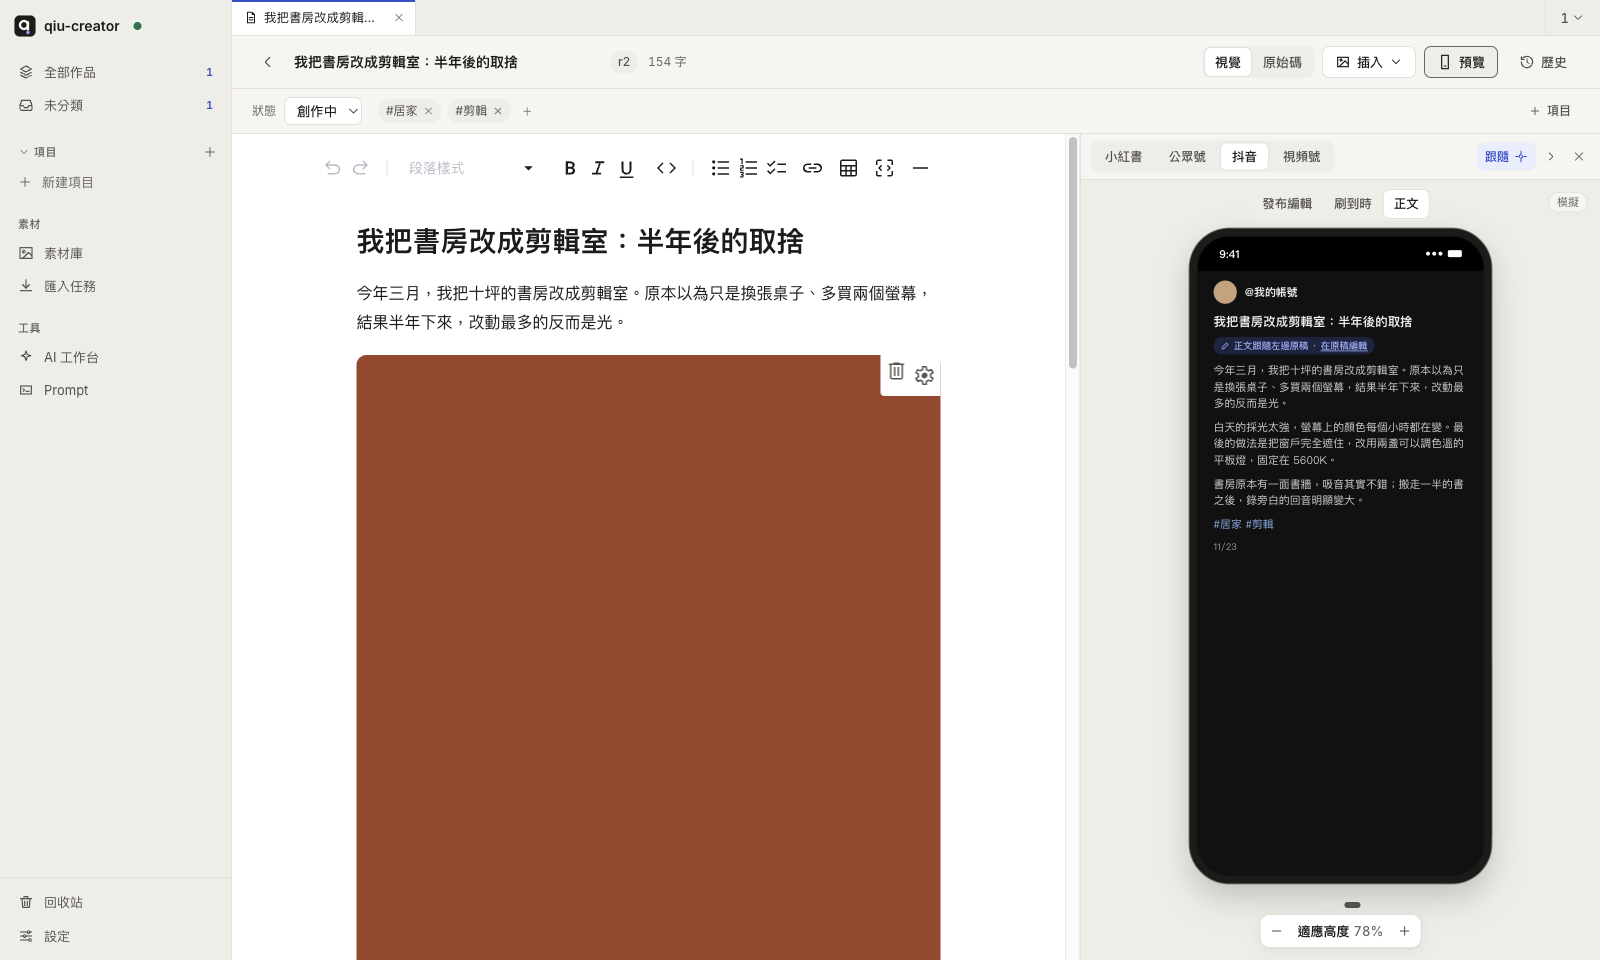 qiu-creator
全部作品 1
未分類 1
項目
新建項目
素材
素材庫
匯入任務
工具
AI 工作台
Prompt
回收站
設定
我把書房改成剪輯...
1
我把書房改成剪輯室：半年後的取捨
r2
154 字
視覺
原始碼
插入
預覽
歷史
狀態
創作中
#居家
#剪輯
項目
段落樣式
我把書房改成剪輯室：半年後的取捨
今年三月，我把十坪的書房改成剪輯室。原本以為只是換張桌子、多買兩個螢幕，
結果半年下來，改動最多的反而是光。
小紅書
公眾號
抖音
視頻號
跟隨
發布編輯
刷到時
正文
模擬
9:41
@我的帳號
我把書房改成剪輯室：半年後的取捨
正文跟隨左邊原稿 · 在原稿編輯
今年三月，我把十坪的書房改成剪輯室。原本以為只
是換張桌子、多買兩個螢幕，結果半年下來，改動最
多的反而是光。
白天的採光太強，螢幕上的顏色每個小時都在變。最
後的做法是把窗戶完全遮住，改用兩盞可以調色溫的
平板燈，固定在 5600K。
書房原本有一面書牆，吸音其實不錯；搬走一半的書
之後，錄旁白的回音明顯變大。
#居家 #剪輯
11/23
適應高度 78%